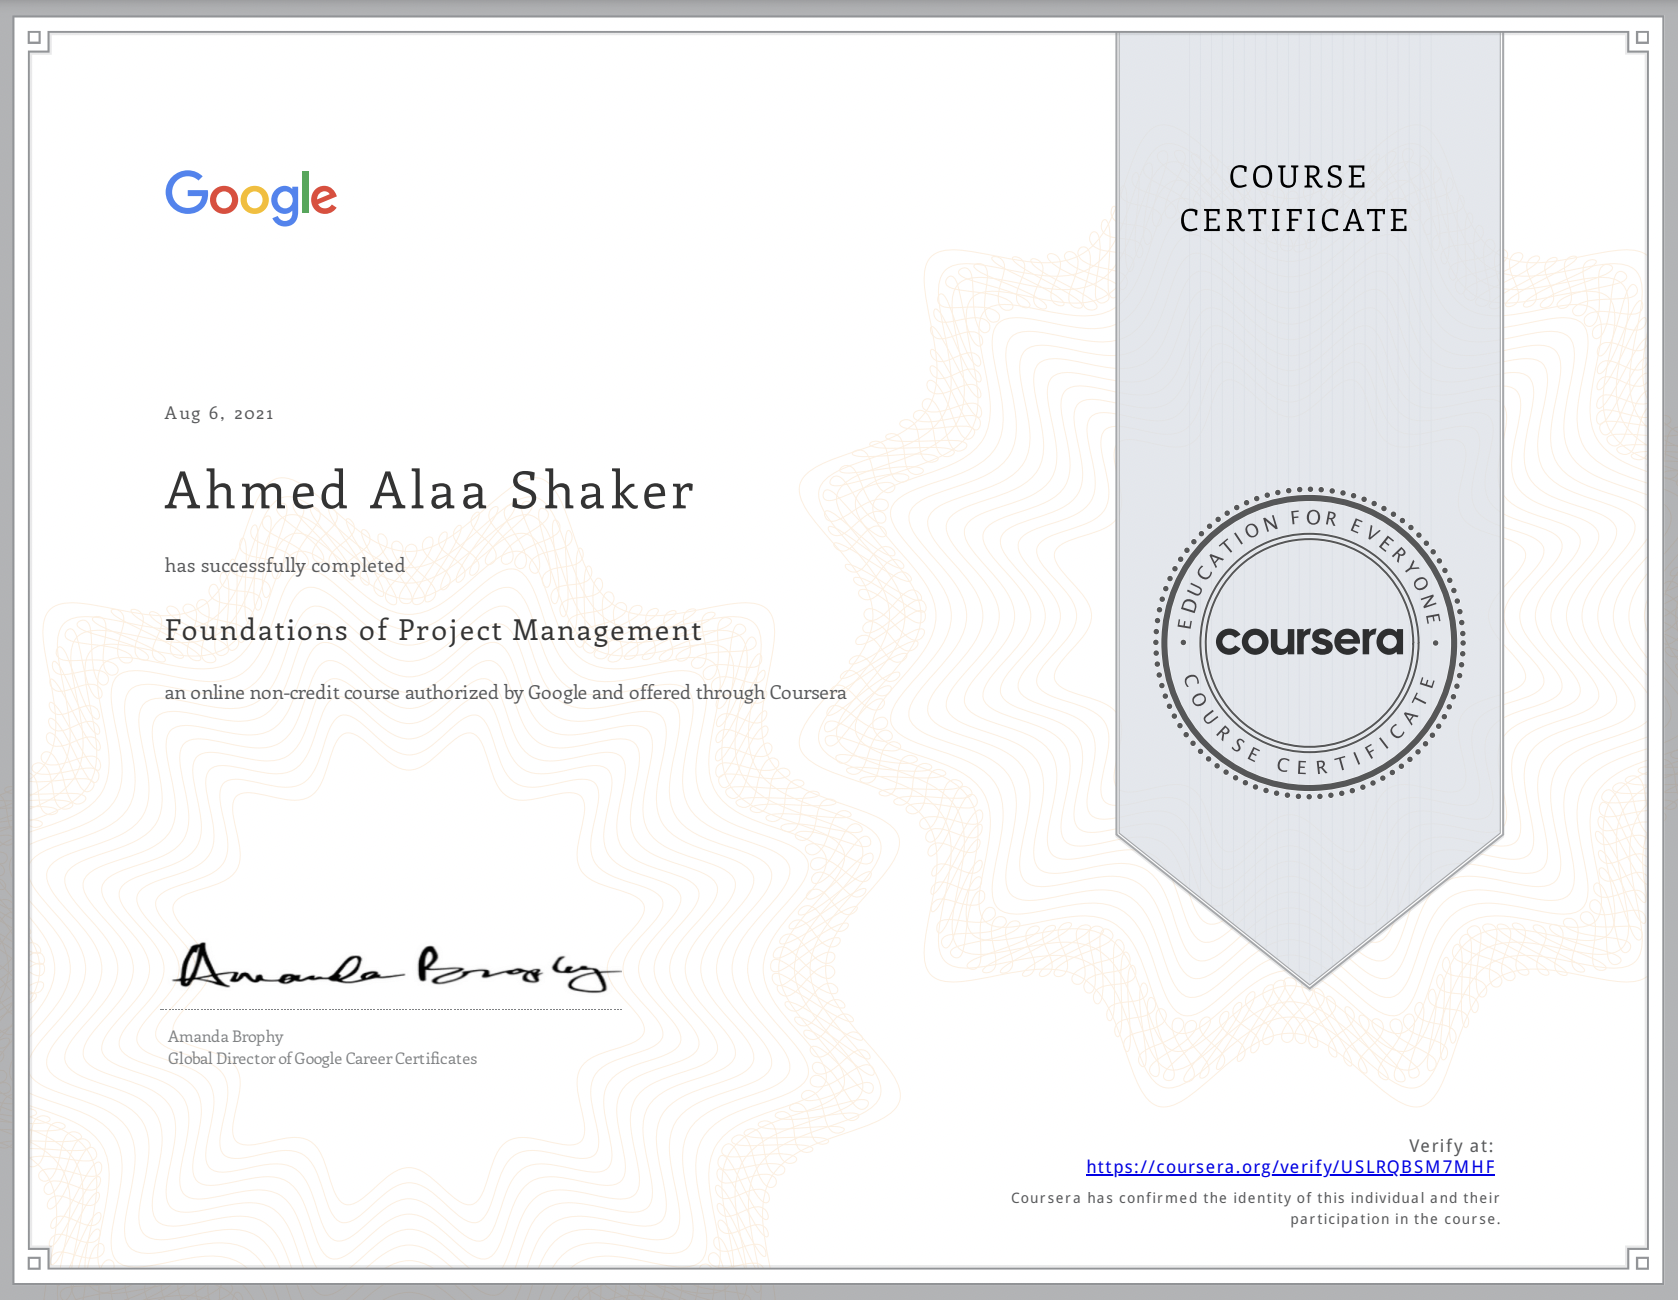 Google
COURSE
CERTIFICATE
Aug 6, 2021
Ahmed Alaa Shaker
has successfully completed
Foundations of Project Management
an online non-credit course authorized by Google and offered through Coursera
EDUCATION FOR EVERYONE
coursera
COURSE CERTIFICATE
Amanda Brophy
Amanda Brophy
Global Director of Google Career Certificates
Verify at:
https://coursera.org/verify/USLRQBSM7MHF
Coursera has confirmed the identity of this individual and their
participation in the course.